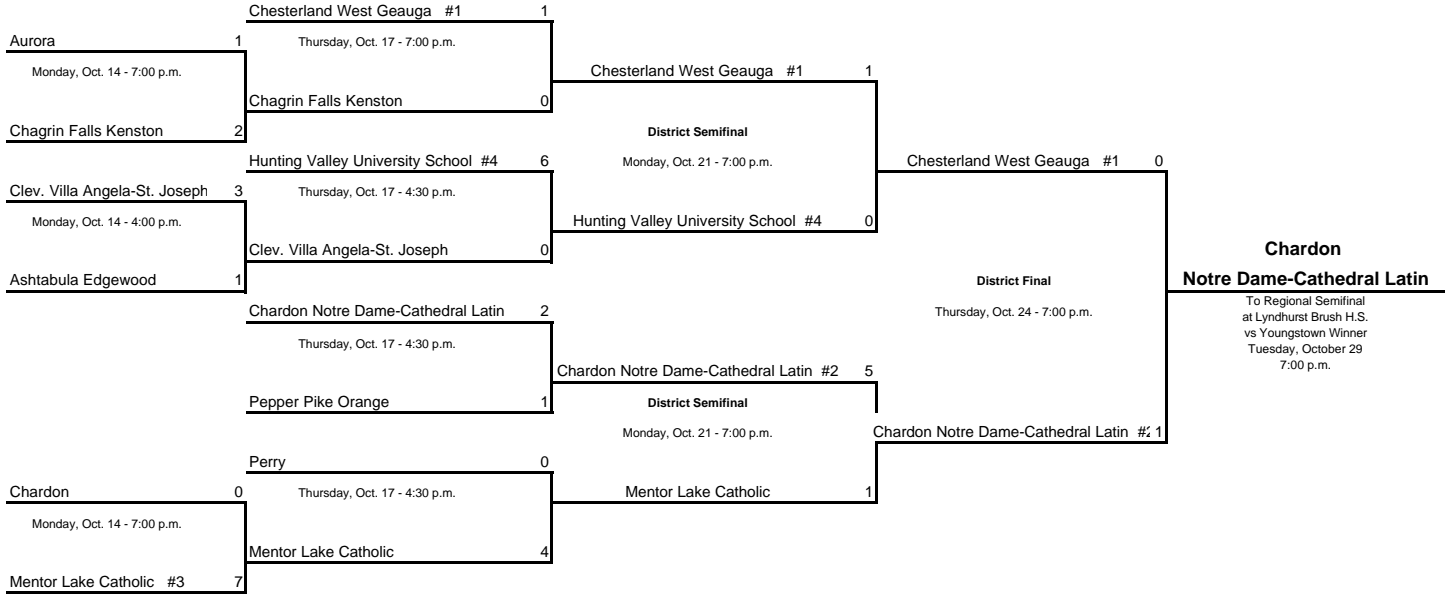 Chesterland West Geauga #1 1
Aurora 1
Thursday, Oct. 17 - 7:00 p.m.
Monday, Oct. 14 - 7:00 p.m.
Chesterland West Geauga #1 1
Chagrin Falls Kenston 0
Chagrin Falls Kenston 2
District Semifinal
Hunting Valley University School #4 6
Monday, Oct. 21 - 7:00 p.m.
Chesterland West Geauga #1 0
Clev. Villa Angela-St. Joseph 3
Thursday, Oct. 17 - 4:30 p.m.
Monday, Oct. 14 - 4:00 p.m.
Hunting Valley University School #4 0
Clev. Villa Angela-St. Joseph 0
Chardon
Ashtabula Edgewood 1
District Final
Notre Dame-Cathedral Latin
Chardon Notre Dame-Cathedral Latin 2
Thursday, Oct. 24 - 7:00 p.m.
To Regional Semifinal
at Lyndhurst Brush H.S.
vs Youngstown Winner
Tuesday, October 29
7:00 p.m.
Thursday, Oct. 17 - 4:30 p.m.
Chardon Notre Dame-Cathedral Latin #2 5
Pepper Pike Orange 1
District Semifinal
Monday, Oct. 21 - 7:00 p.m.
Chardon Notre Dame-Cathedral Latin #2 1
Perry 0
Chardon 0
Thursday, Oct. 17 - 4:30 p.m.
Mentor Lake Catholic 1
Monday, Oct. 14 - 7:00 p.m.
Mentor Lake Catholic 4
Mentor Lake Catholic #3 7